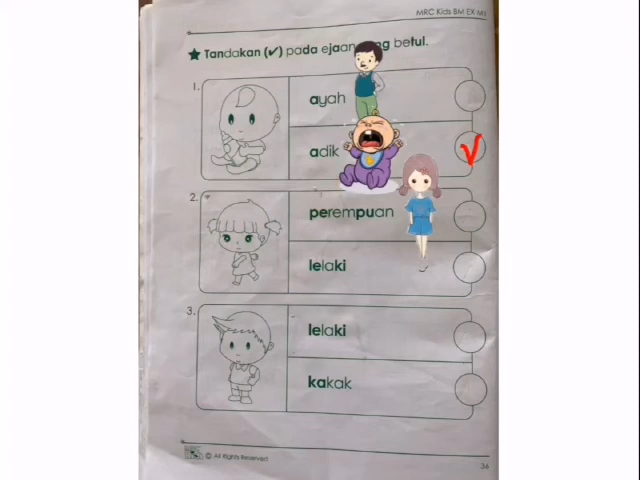 MRC Kids BM EX M1
★ Tandakan (✓) pada ejaan betul.
1.
ayah
adik
2.
perempuan
lelaki
3.
lelaki
kakak
© All Rights Reserved
36